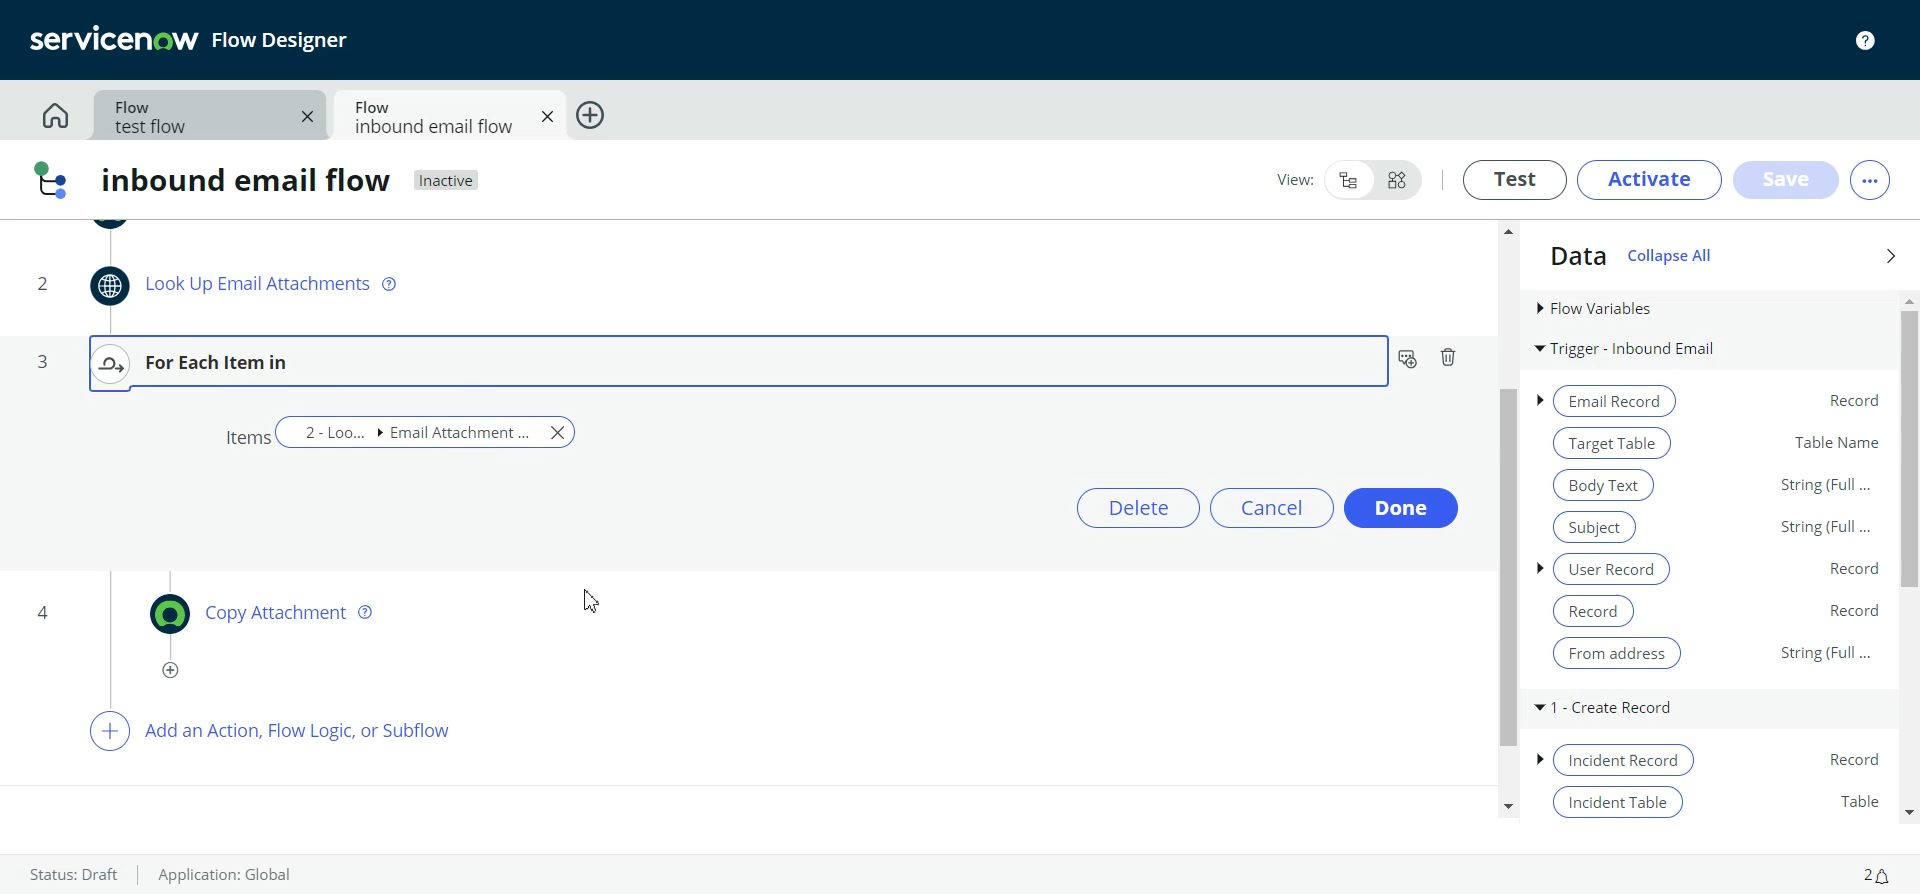 servicenow Flow Designer
?
Flow
test flow
Flow
inbound email flow
inbound email flow Inactive
View:
Test
Activate
Save
...
2 Look Up Email Attachments ?
3 For Each Item in
Items 2 - Loo... Email Attachment ...
Delete Cancel Done
4 Copy Attachment ?
Add an Action, Flow Logic, or Subflow
Data Collapse All
Flow Variables
Trigger - Inbound Email
Email Record Record
Target Table Table Name
Body Text String (Full ...
Subject String (Full ...
User Record Record
Record Record
From address String (Full ...
1 - Create Record
Incident Record Record
Incident Table Table
Status: Draft Application: Global 2